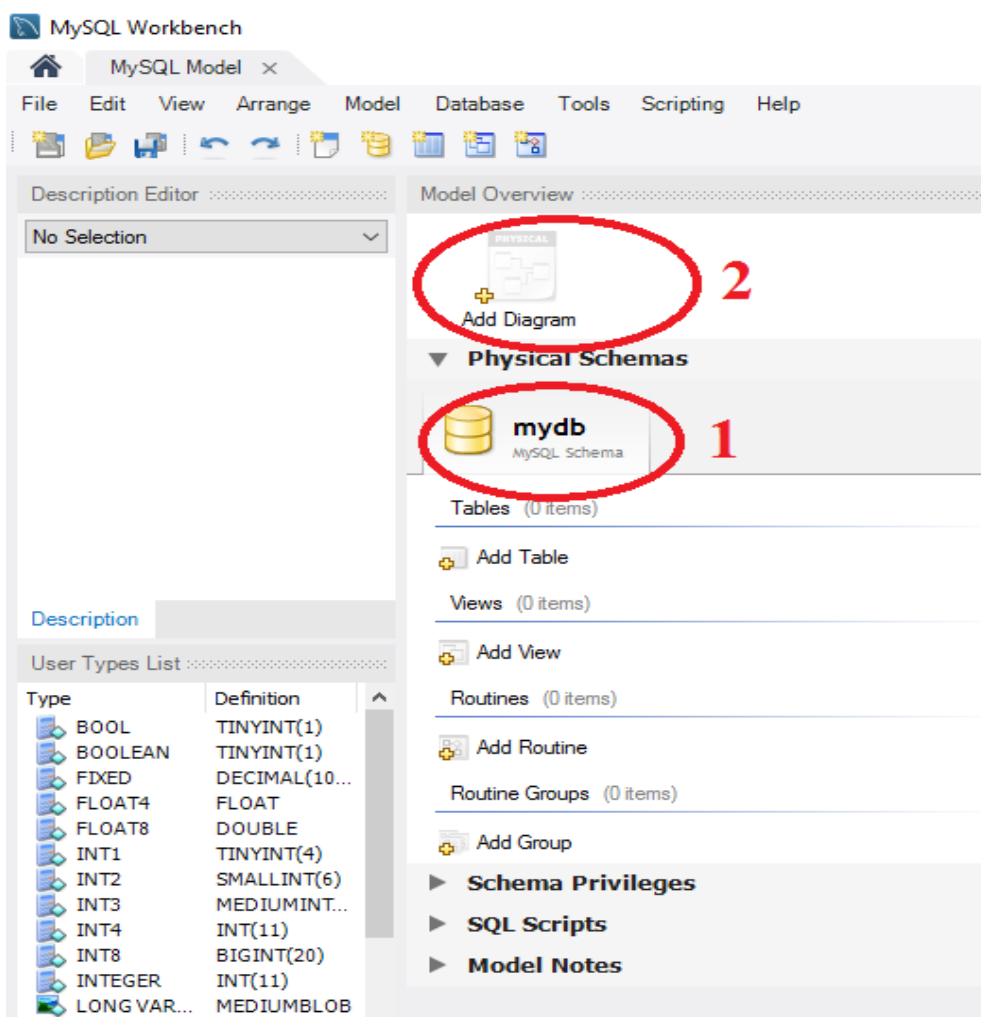 MySQL Workbench
MySQL Model ×
File Edit View Arrange Model Database Tools Scripting Help
Description Editor
No Selection
Description
User Types List
Type Definition
BOOL TINYINT(1)
BOOLEAN TINYINT(1)
FIXED DECIMAL(10...
FLOAT4 FLOAT
FLOAT8 DOUBLE
INT1 TINYINT(4)
INT2 SMALLINT(6)
INT3 MEDIUMINT...
INT4 INT(11)
INT8 BIGINT(20)
INTEGER INT(11)
LONG VAR... MEDIUMBLOB
Model Overview
PHYSICAL
2
Add Diagram
Physical Schemas
mydb
MySQL Schema
1
Tables (0 items)
Add Table
Views (0 items)
Add View
Routines (0 items)
Add Routine
Routine Groups (0 items)
Add Group
Schema Privileges
SQL Scripts
Model Notes